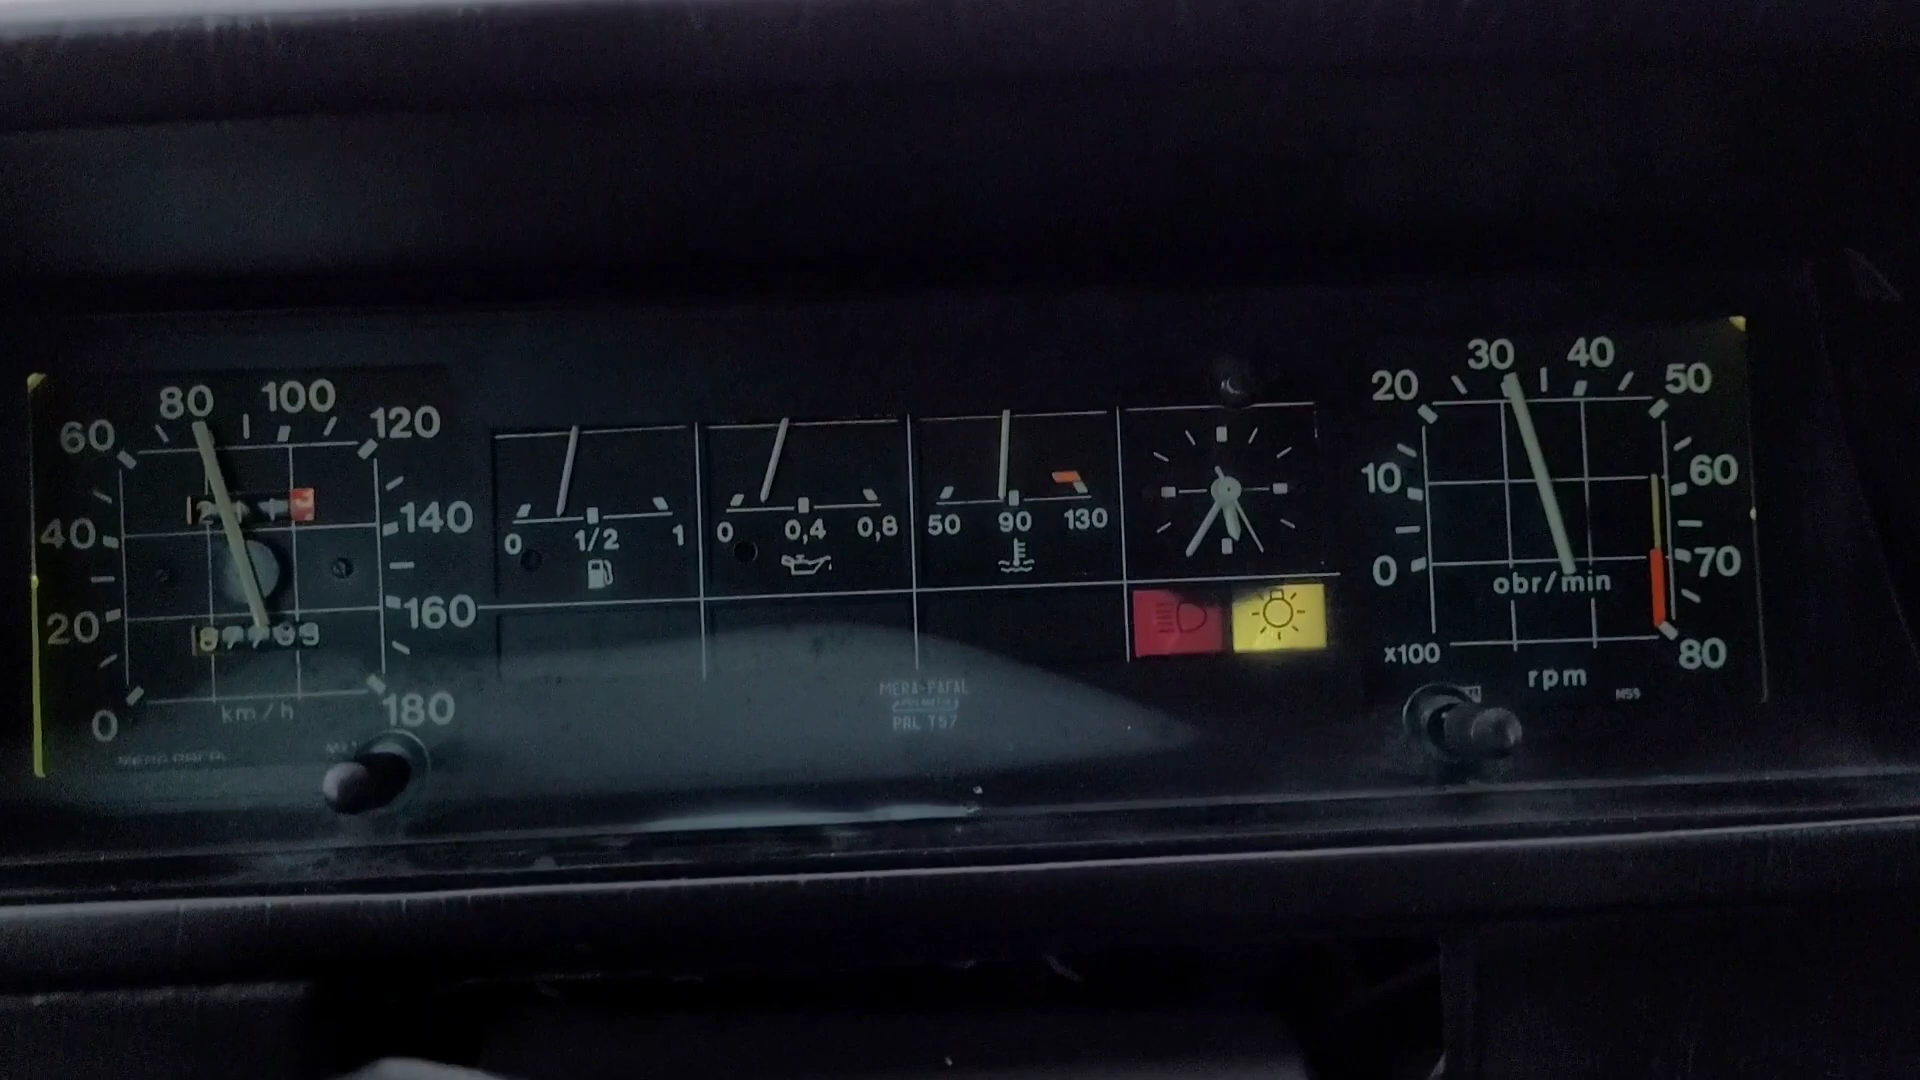 80 100
60 120
40 140
20 160
0 180
km/h
0 1/2 1
0 0,4 0,8
50 90 130
MERA-PAFAL
PRL T57
30 40
20 50
10 60
0 70
80
obr/min
x100
rpm